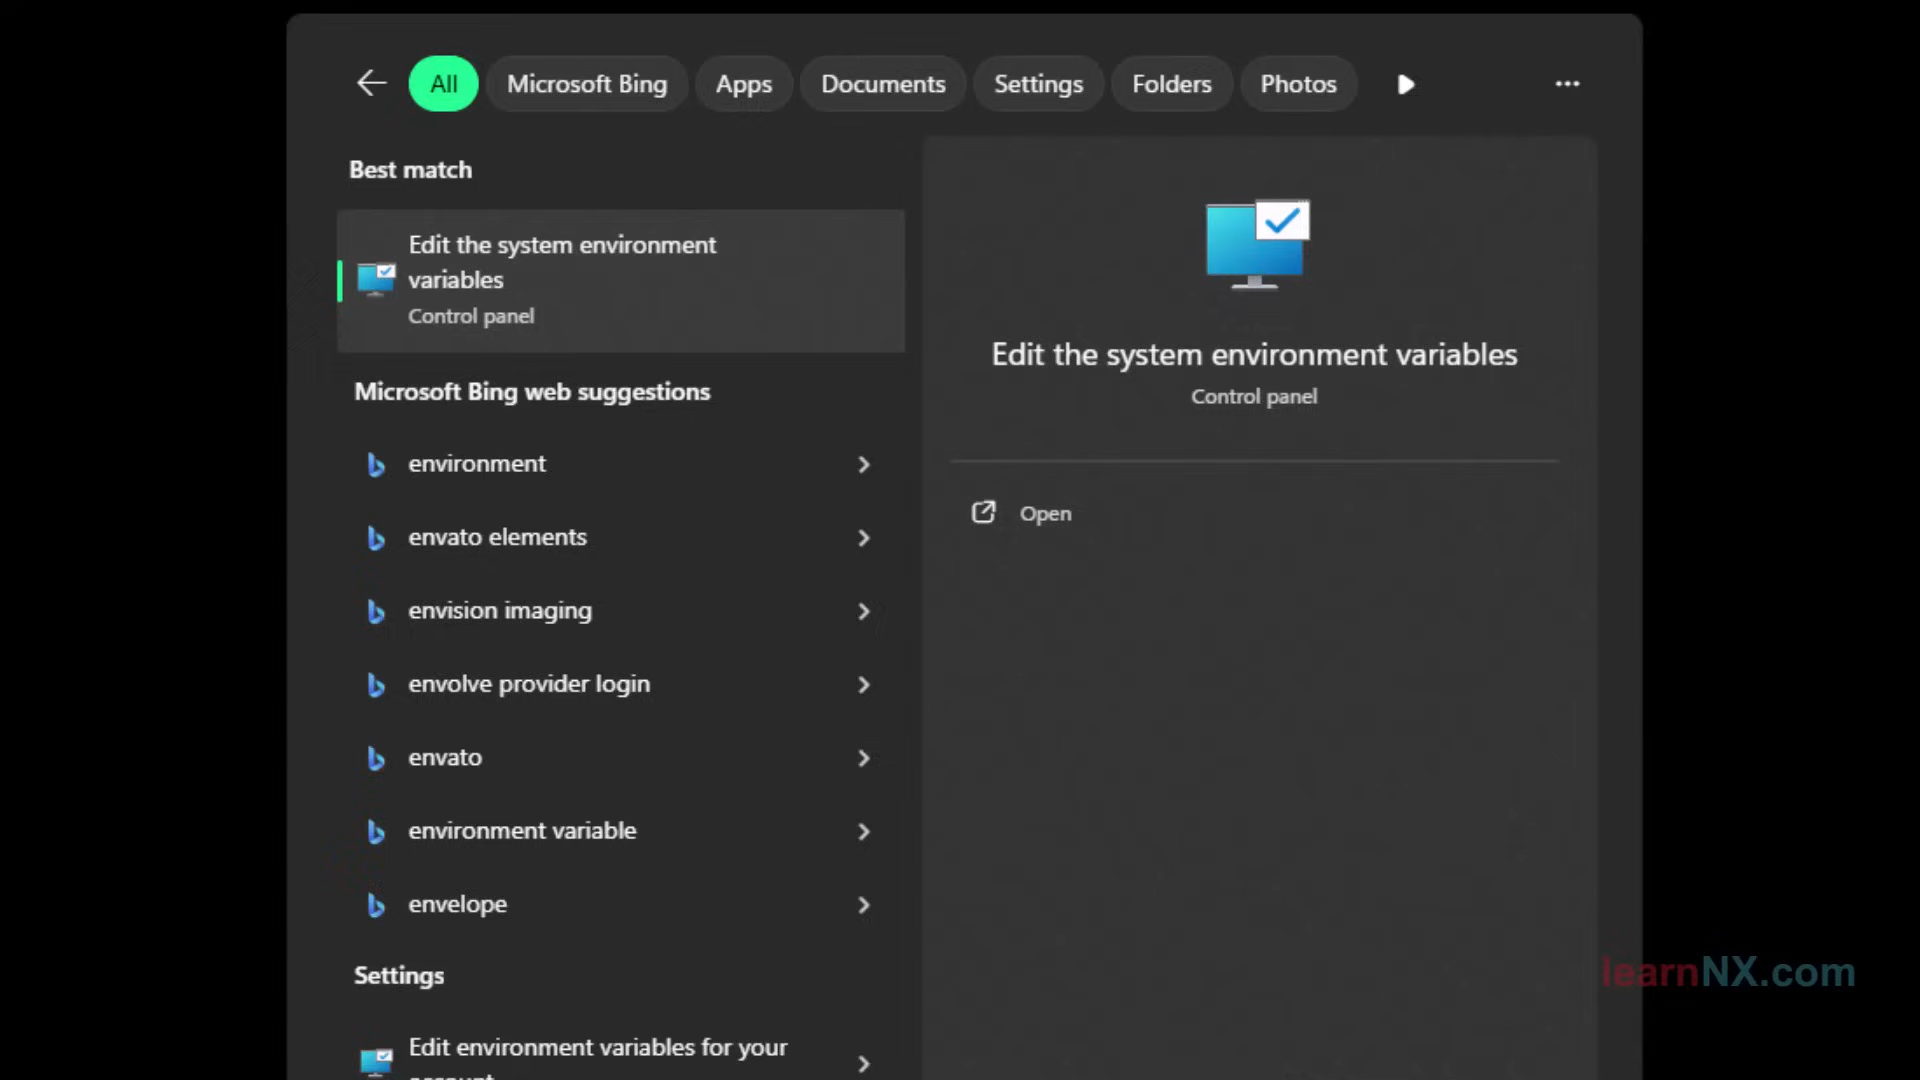 All Microsoft Bing Apps Documents Settings Folders Photos
Best match
Edit the system environment
variables
Control panel
Microsoft Bing web suggestions
environment
envato elements
envision imaging
envolve provider login
envato
environment variable
envelope
Settings
Edit environment variables for your
Edit the system environment variables
Control panel
Open
learnNX.com